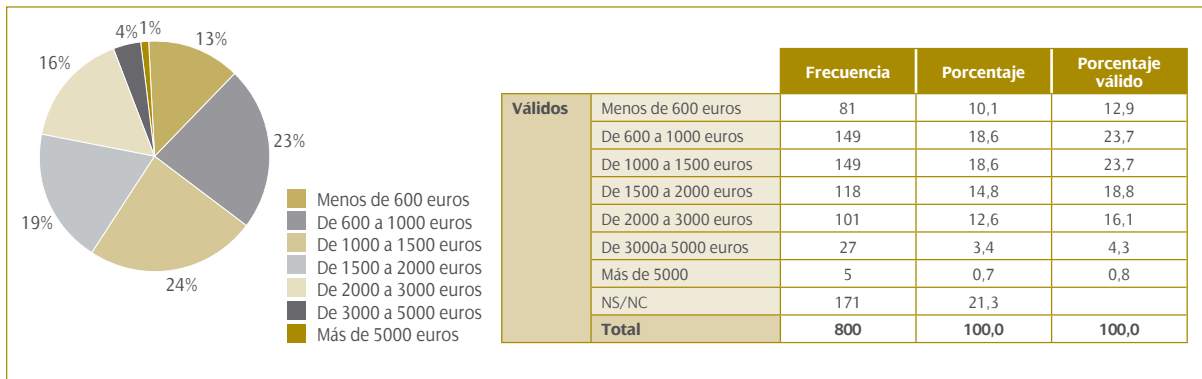 4%
1%
13%
16%
23%
19%
24%
Menos de 600 euros
De 600 a 1000 euros
De 1000 a 1500 euros
De 1500 a 2000 euros
De 2000 a 3000 euros
De 3000 a 5000 euros
Más de 5000 euros
Frecuencia Porcentaje Porcentaje
válido
Válidos Menos de 600 euros 81 10,1 12,9
De 600 a 1000 euros 149 18,6 23,7
De 1000 a 1500 euros 149 18,6 23,7
De 1500 a 2000 euros 118 14,8 18,8
De 2000 a 3000 euros 101 12,6 16,1
De 3000a 5000 euros 27 3,4 4,3
Más de 5000 5 0,7 0,8
NS/NC 171 21,3
Total 800 100,0 100,0